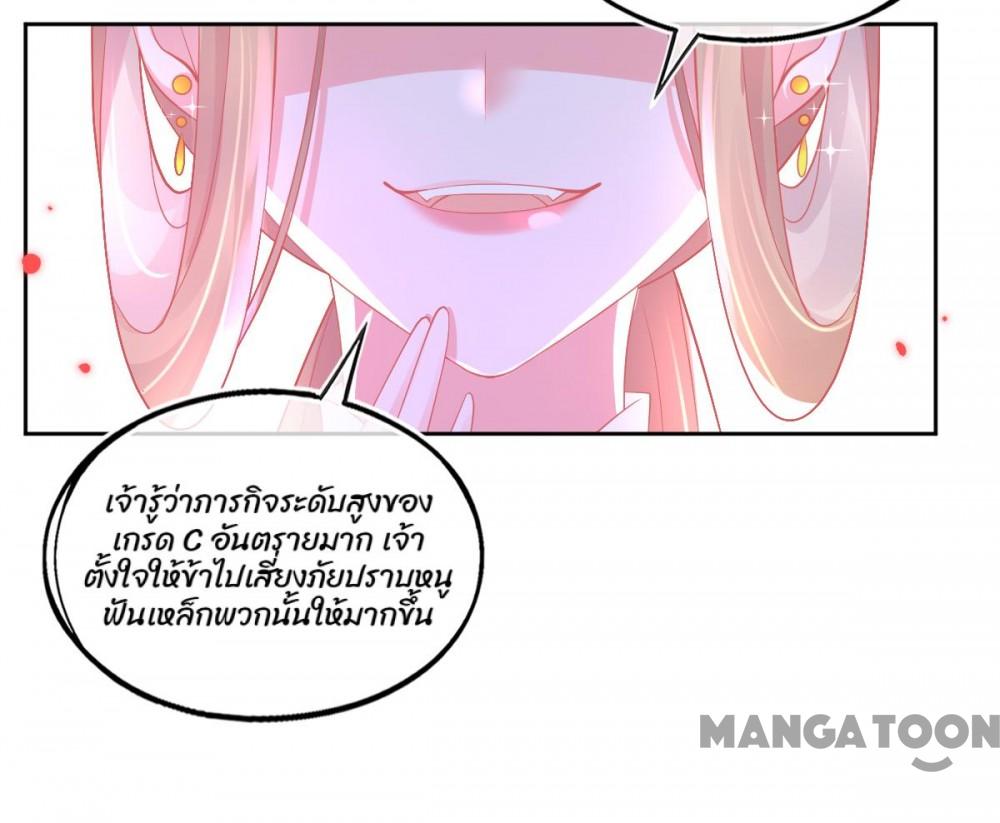 เจ้ารู้ว่าภารกิจระดับสูงของ
เกรด C อันตรายมาก เจ้า
ตั้งใจให้ข้าไปเสี่ยงภัยปราบหนู
ฟันเหล็กพวกนั้นให้มากขึ้น
MANGATOON